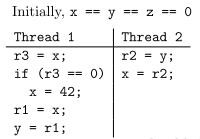 Initially, x == y == z == 0
Thread 1 Thread 2
r3 = x; r2 = y;
if (r3 == 0) x = r2;
x = 42;
r1 = x;
y = r1;